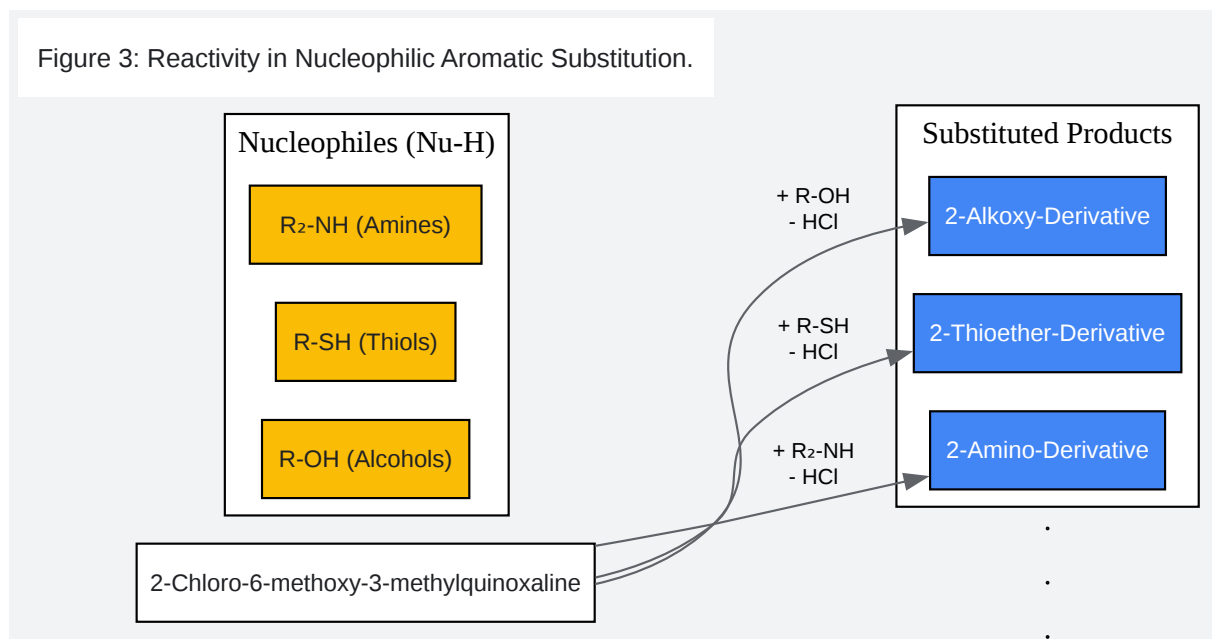 Figure 3: Reactivity in Nucleophilic Aromatic Substitution.
Nucleophiles (Nu-H)
R₂-NH (Amines)
R-SH (Thiols)
R-OH (Alcohols)
2-Chloro-6-methoxy-3-methylquinoxaline
+ R-OH
- HCl
+ R-SH
- HCl
+ R₂-NH
- HCl
Substituted Products
2-Alkoxy-Derivative
2-Thioether-Derivative
2-Amino-Derivative
.
.
.